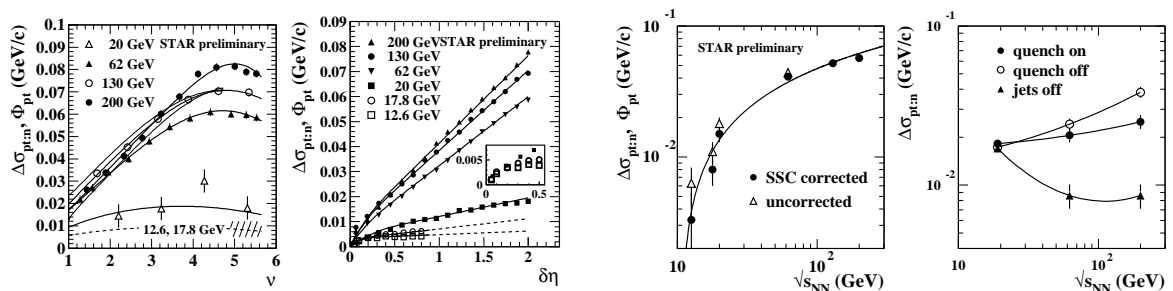 Δσpt:n, Φpt (GeV/c)
0.1
0.09
0.08
0.07
0.06
0.05
0.04
0.03
0.02
0.01
0
20 GeV STAR preliminary
62 GeV
130 GeV
200 GeV
12.6, 17.8 GeV
1 2 3 4 5 6
ν
Δσpt:n, Φpt (GeV/c)
0.09
0.08
0.07
0.06
0.05
0.04
0.03
0.02
0.01
0
200 GeV STAR preliminary
130 GeV
62 GeV
20 GeV
17.8 GeV
12.6 GeV
0.005
0
0 0.5
0 0.5 1 1.5 2
δη
Δσpt:n, Φpt (GeV/c)
10⁻¹
10⁻²
STAR preliminary
SSC corrected
uncorrected
10 10²
√sNN (GeV)
Δσpt:n (GeV/c)
10⁻¹
10⁻²
quench on
quench off
jets off
10 10²
√sNN (GeV)